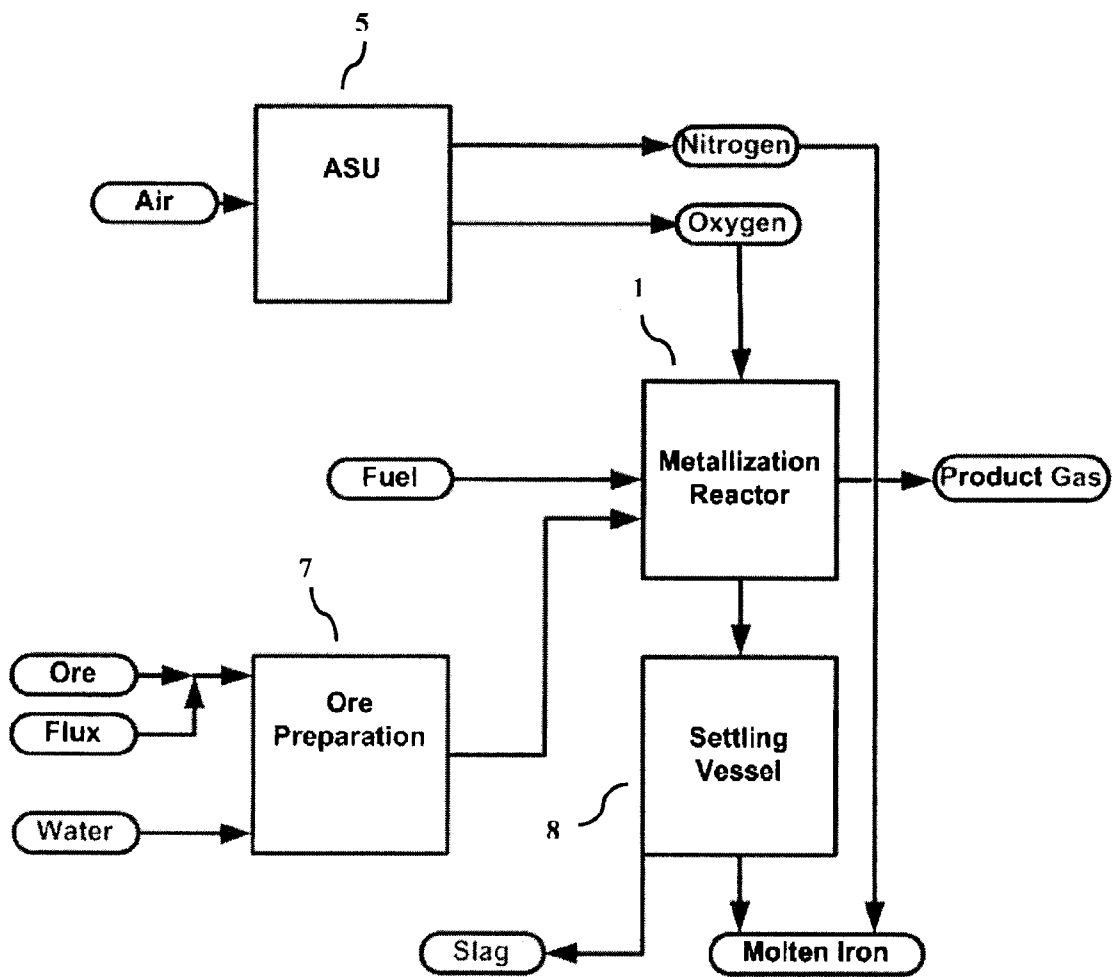 5
ASU
Nitrogen
Air
Oxygen
1
Metallization
Reactor
Fuel
Product Gas
7
Ore
Flux
Ore
Preparation
Settling
Vessel
Water
8
Slag
Molten Iron